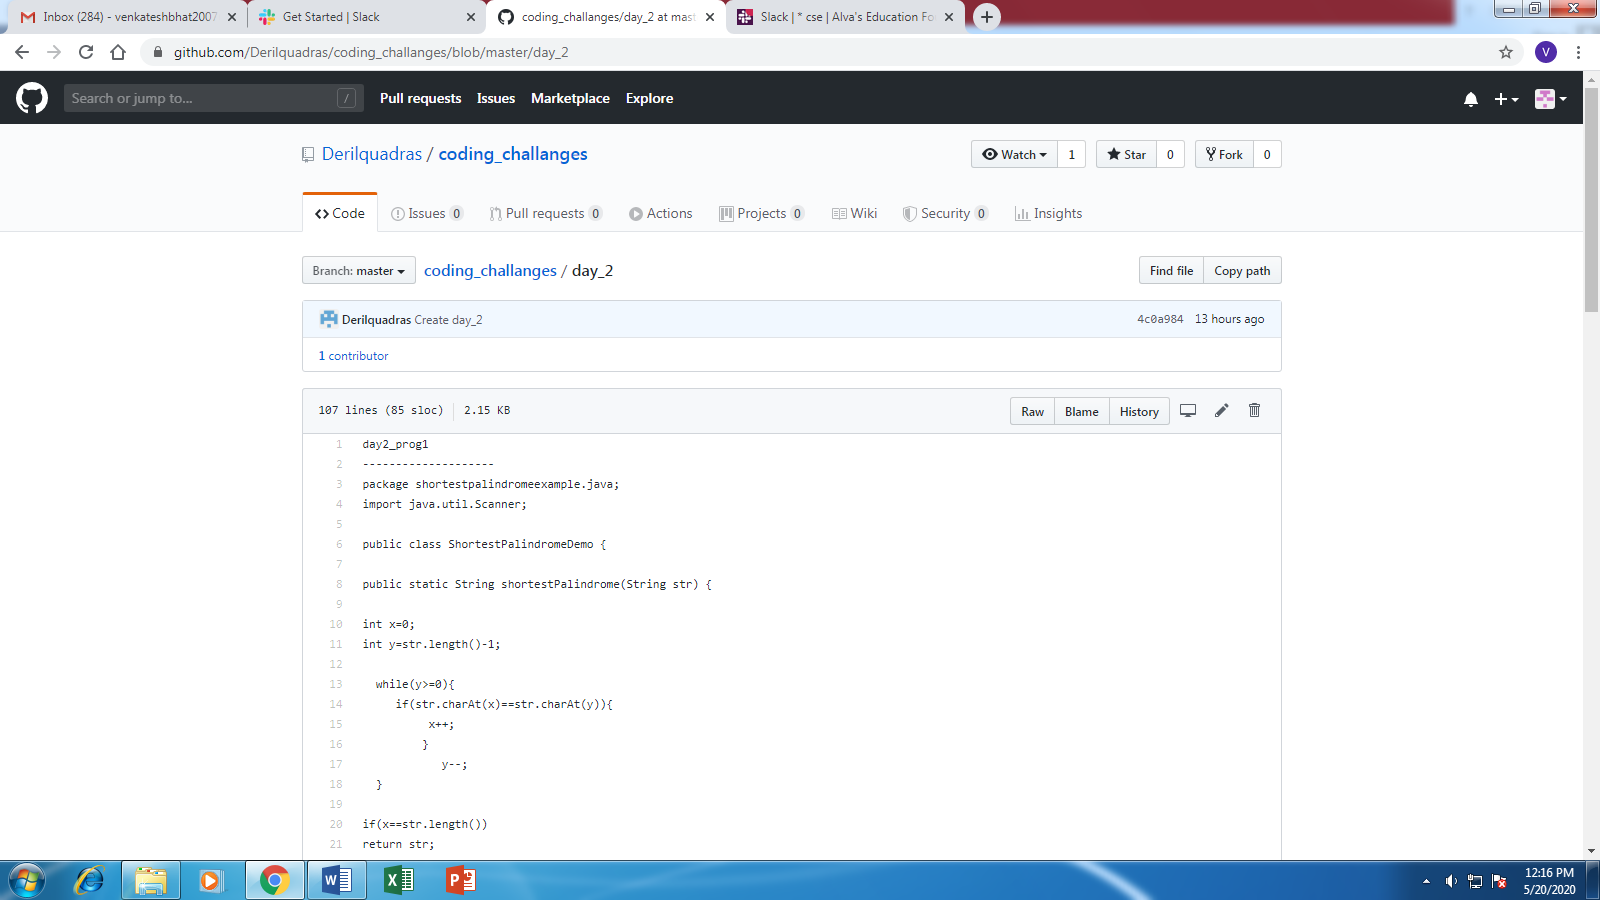 Inbox (284) - venkateshbhat2007
Get Started | Slack
coding_challanges/day_2 at mast
Slack | * cse | Alva's Education Fo
github.com/Derilquadras/coding_challanges/blob/master/day_2
V
Search or jump to...
/
Pull requests
Issues
Marketplace
Explore
Derilquadras / coding_challanges
Watch 1
Star 0
Fork 0
Code
Issues 0
Pull requests 0
Actions
Projects 0
Wiki
Security 0
Insights
Branch: master
coding_challanges / day_2
Find file
Copy path
Derilquadras Create day_2
4c0a984 13 hours ago
1 contributor
107 lines (85 sloc) 2.15 KB
Raw
Blame
History
1 day2_prog1
2 --------------------
3 package shortestpalindromeexample.java;
4 import java.util.Scanner;
5
6 public class ShortestPalindromeDemo {
7
8 public static String shortestPalindrome(String str) {
9
10 int x=0;
11 int y=str.length()-1;
12
13 while(y>=0){
14 if(str.charAt(x)==str.charAt(y)){
15 x++;
16 }
17 y--;
18 }
19
20 if(x==str.length())
21 return str;
12:16 PM
5/20/2020